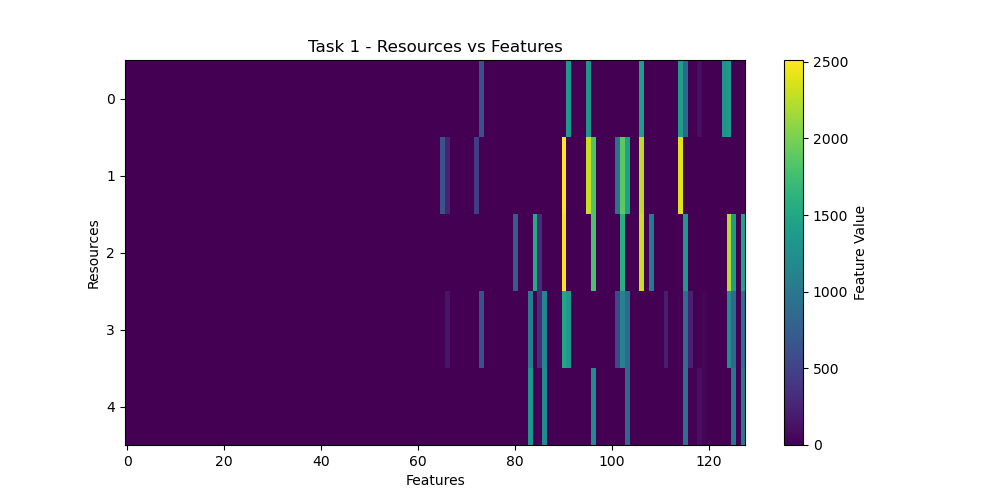 Task 1 - Resources vs Features
Resources
0
1
2
3
4
0 20 40 60 80 100 120
Features
2500
2000
1500
1000
500
0
Feature Value